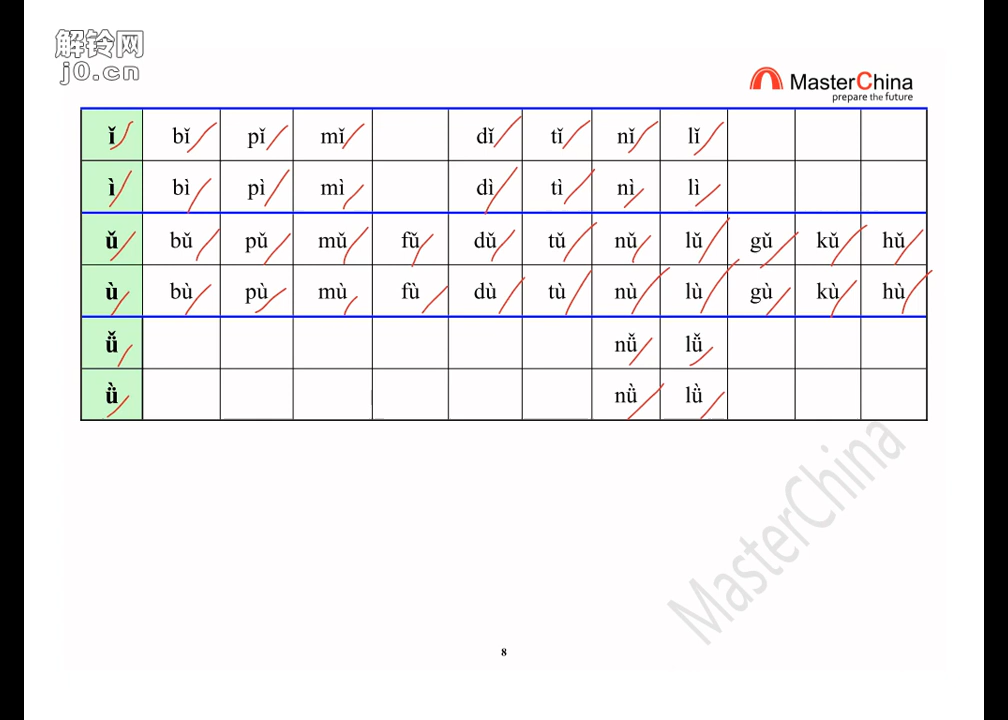 解铃网
j0.cn
MasterChina
prepare the future
ǐ bǐ pǐ mǐ dǐ tǐ nǐ lǐ
ì bì pì mì dì tì nì lì
ǔ bǔ pǔ mǔ fǔ dǔ tǔ nǔ lǔ gǔ kǔ hǔ
ù bù pù mù fù dù tù nù lù gù kù hù
ǚ nǚ lǚ
ǜ nǜ lǜ
MasterChina
8